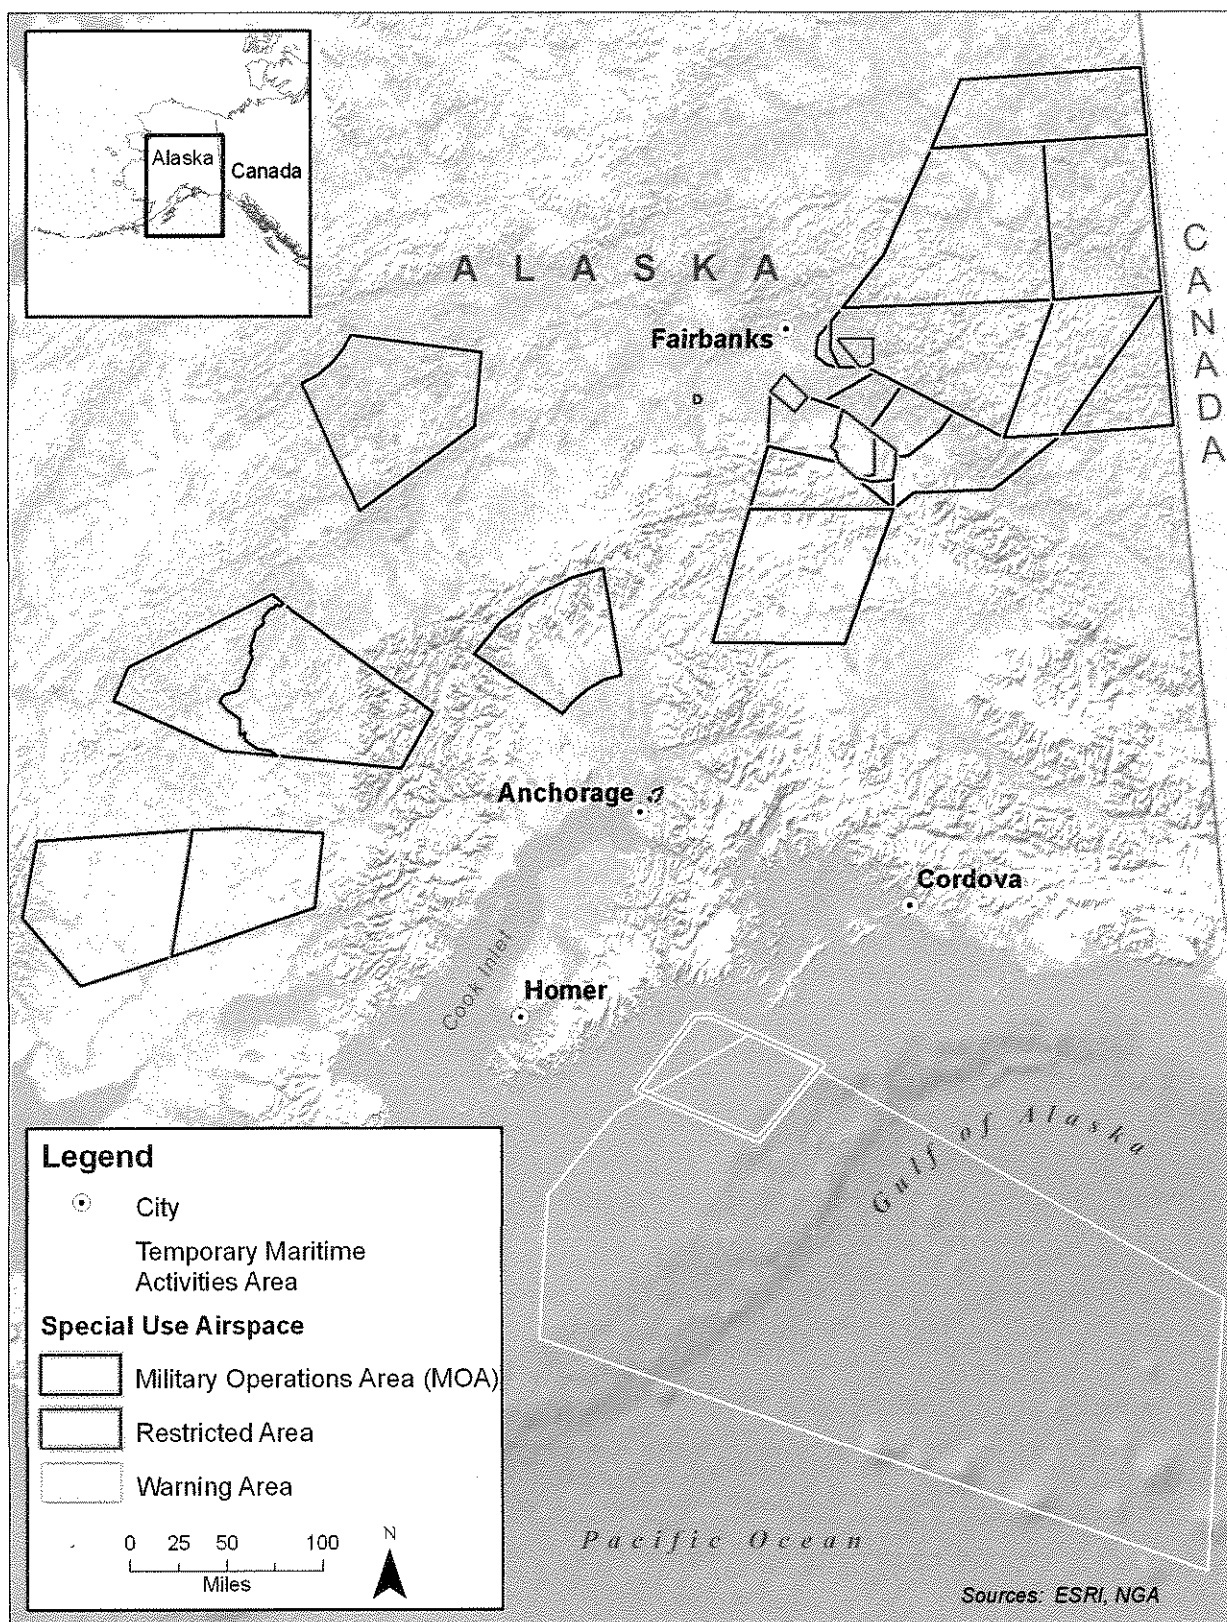 Alaska
Canada
A L A S K A
C A N A D A
Fairbanks
Anchorage
Cordova
Cook Inlet
Homer
Gulf of Alaska
Legend
City
Temporary Maritime
Activities Area
Special Use Airspace
Military Operations Area (MOA)
Restricted Area
Warning Area
0 25 50 100
Miles
N
Pacific Ocean
Sources: ESRI, NGA